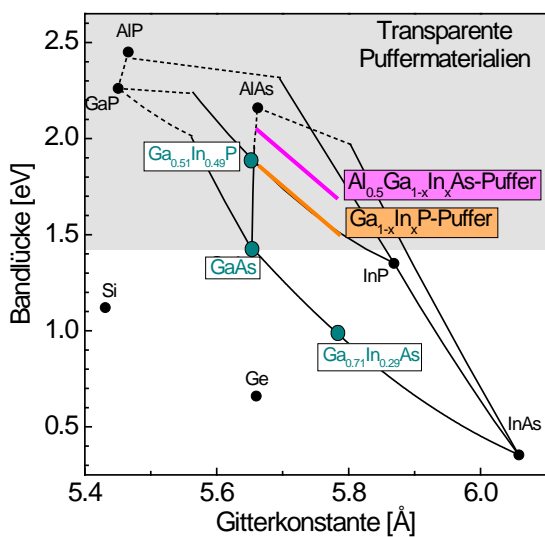 Transparente
Puffermaterialien
AlP
GaP
AlAs
Ga₀.₅₁In₀.₄₉P
Al₀.₅Ga₁₋ₓInₓAs-Puffer
Ga₁₋ₓInₓP-Puffer
GaAs
InP
Si
Ga₀.₇₁In₀.₂₉As
Ge
InAs
2.5
2.0
1.5
1.0
0.5
Bandlücke [eV]
5.4
5.6
5.8
6.0
Gitterkonstante [Å]